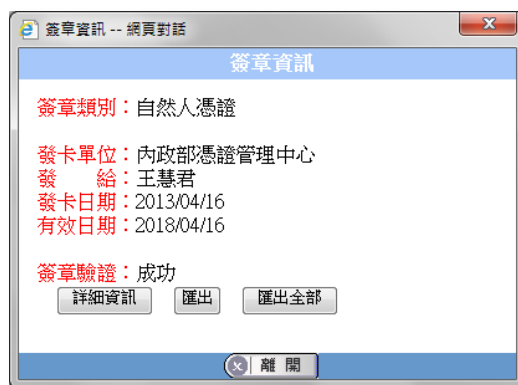 簽章資訊 -- 網頁對話
簽章資訊
簽章類別：自然人憑證
發卡單位：內政部憑證管理中心
發　　給：王慧君
發卡日期：2013/04/16
有效日期：2018/04/16
簽章驗證：成功
詳細資訊 匯出 匯出全部
離 開